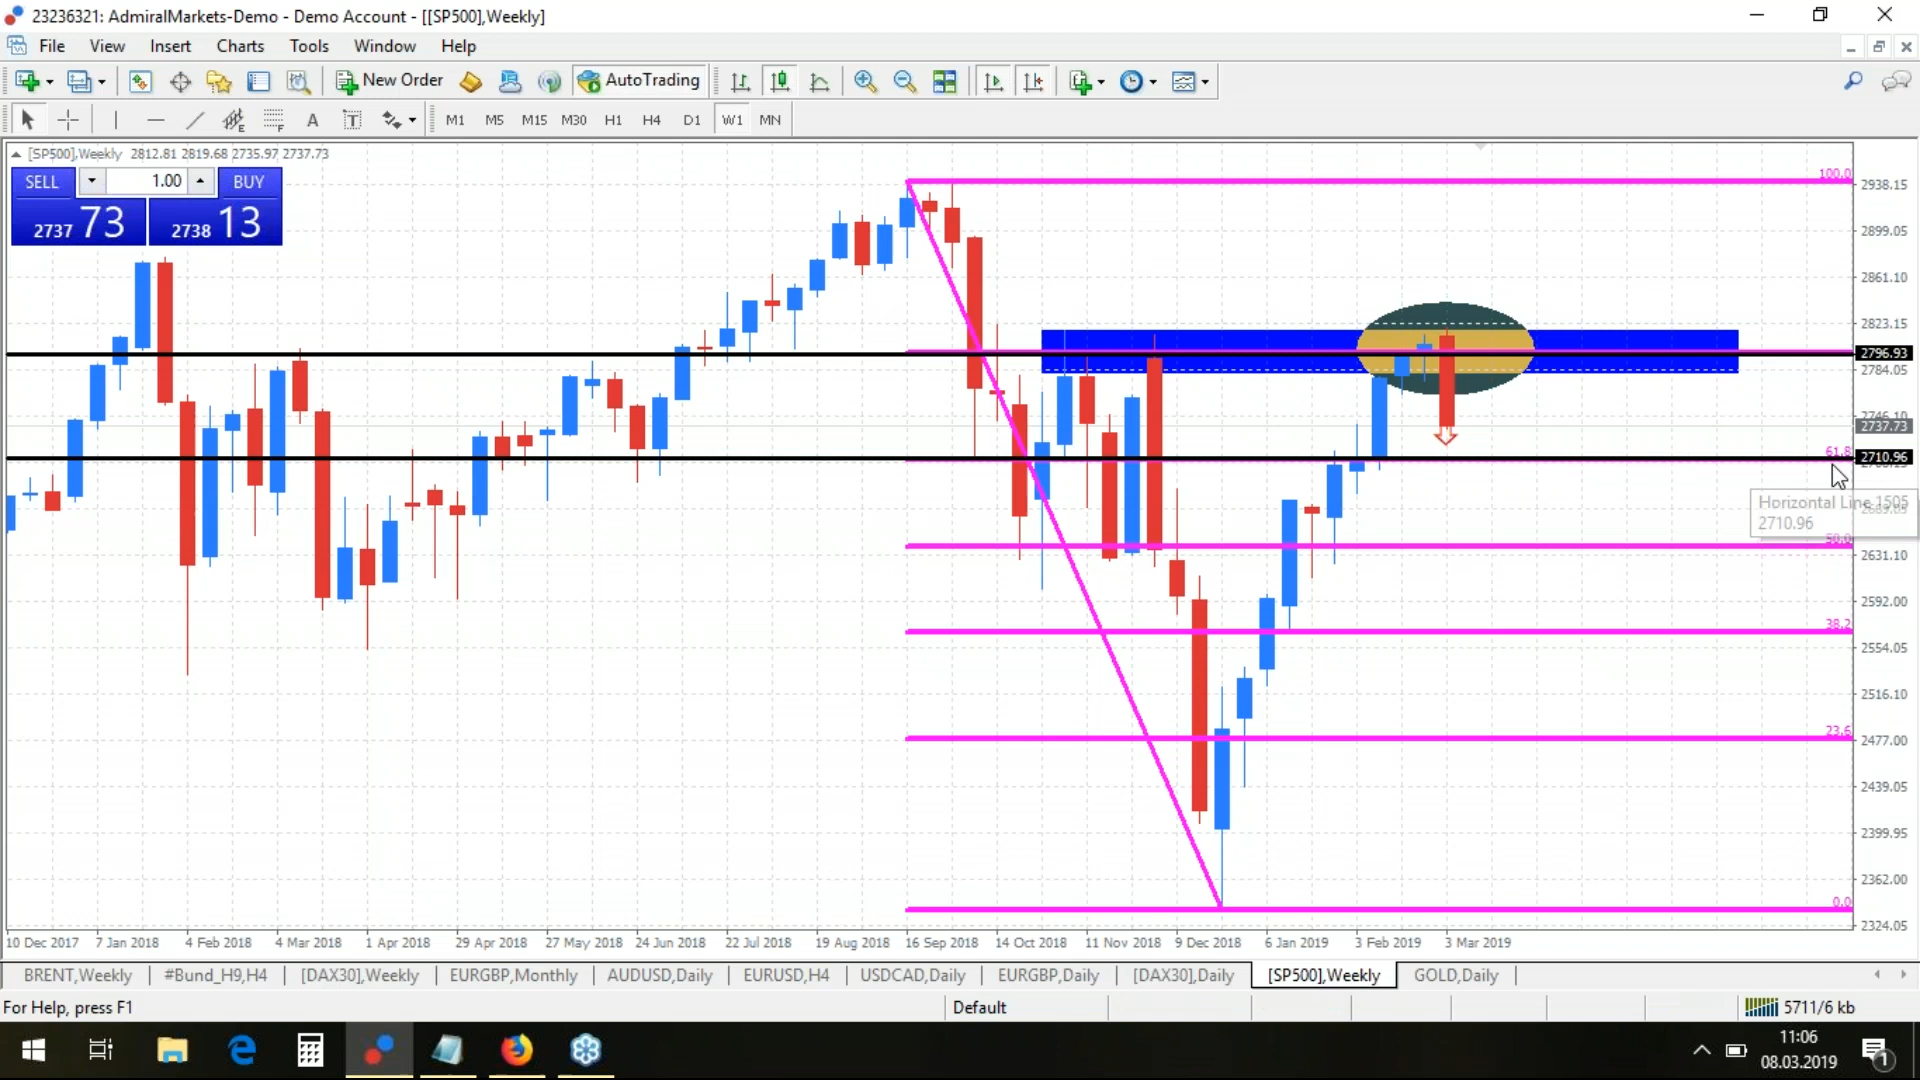 23236321: AdmiralMarkets-Demo - Demo Account - [[SP500],Weekly]
File View Insert Charts Tools Window Help
New Order AutoTrading
A T M1 M5 M15 M30 H1 H4 D1 W1 MN
[SP500],Weekly 2812.81 2819.68 2735.97 2737.73
SELL 1.00 BUY
2737 73 2738 13
100.0
2938.15
2899.05
2861.10
2823.15
2796.93
2784.05
2746.10
2737.73
61.8
2710.96
Horizontal Line 1505
2710.96
50.0
2631.10
2592.00
38.2
2554.05
2516.10
23.6
2477.00
2439.05
2399.95
2362.00
0.0
2324.05
10 Dec 2017 7 Jan 2018 4 Feb 2018 4 Mar 2018 1 Apr 2018 29 Apr 2018 27 May 2018 24 Jun 2018 22 Jul 2018 19 Aug 2018 16 Sep 2018 14 Oct 2018 11 Nov 2018 9 Dec 2018 6 Jan 2019 3 Feb 2019 3 Mar 2019
BRENT,Weekly #Bund_H9,H4 [DAX30],Weekly EURGBP,Monthly AUDUSD,Daily EURUSD,H4 USDCAD,Daily EURGBP,Daily [DAX30],Daily [SP500],Weekly GOLD,Daily
For Help, press F1 Default 5711/6 kb
11:06
08.03.2019
1